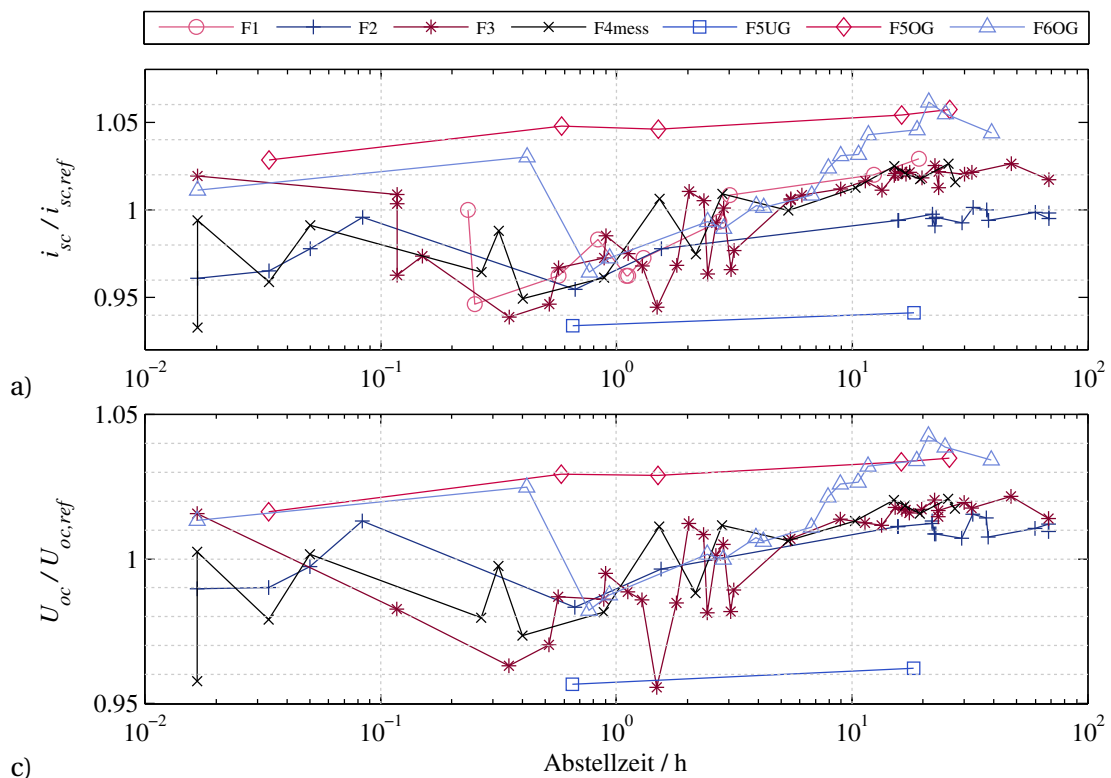 F1 F2 F3 F4mess F5UG F5OG F6OG
1.05
1
0.95
i_sc / i_sc,ref
10^-2 10^-1 10^0 10^1 10^2
a)
1.05
1
0.95
U_oc / U_oc,ref
10^-2 10^-1 10^0 10^1 10^2
Abstellzeit / h
c)